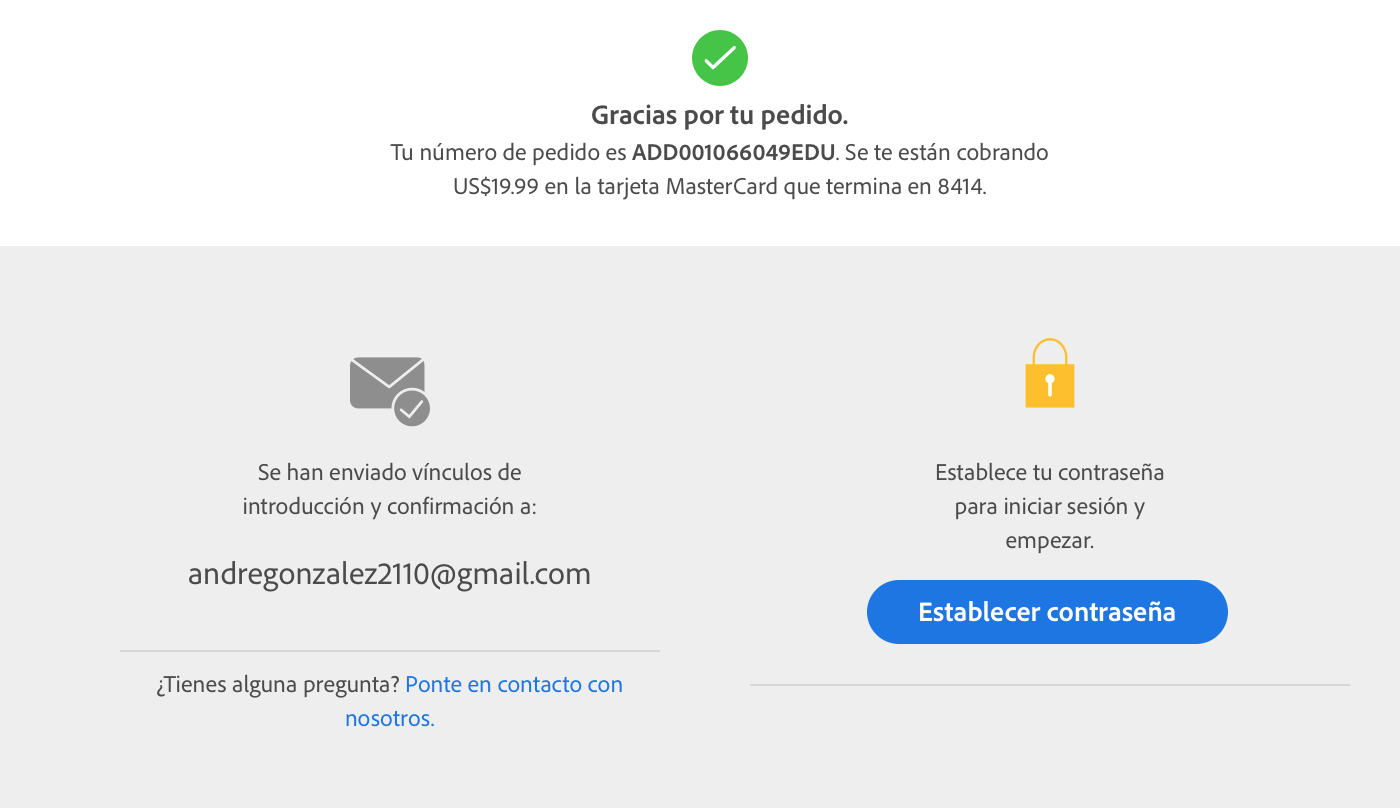 Gracias por tu pedido.
Tu número de pedido es ADD001066049EDU. Se te están cobrando
US$19.99 en la tarjeta MasterCard que termina en 8414.
Se han enviado vínculos de
introducción y confirmación a:
andregonzalez2110@gmail.com
¿Tienes alguna pregunta? Ponte en contacto con
nosotros.
Establece tu contraseña
para iniciar sesión y
empezar.
Establecer contraseña